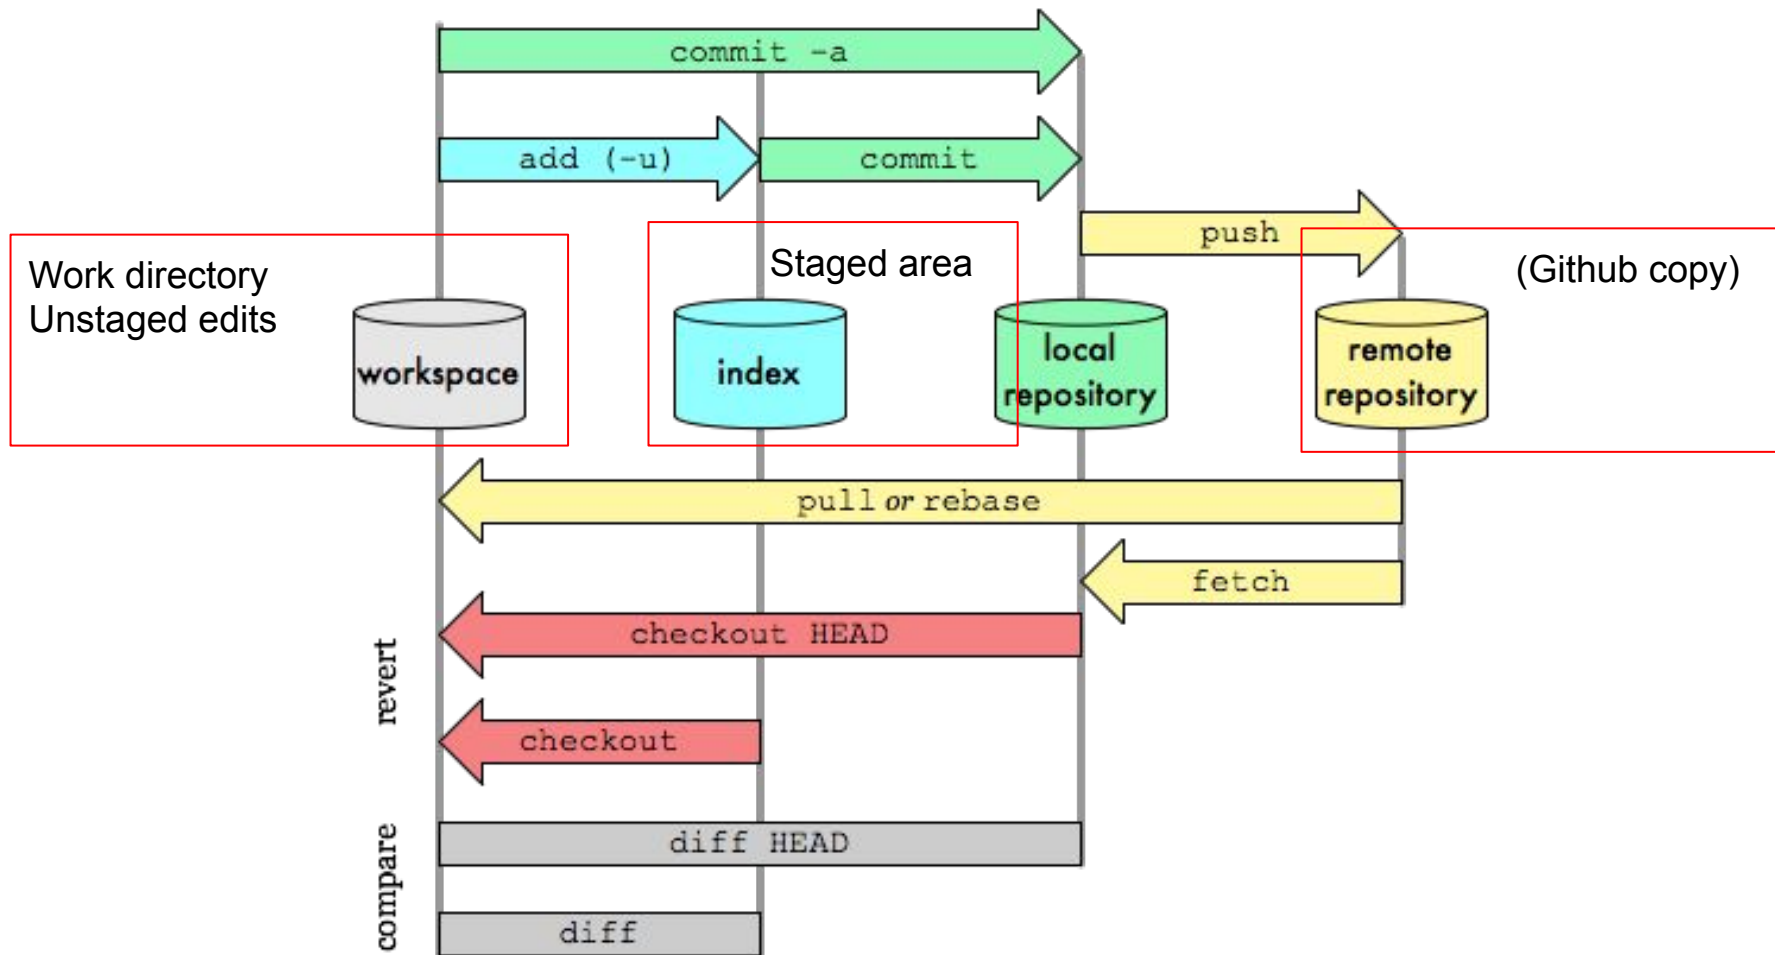 commit -a
add (-u)
commit
push
Work directory
Unstaged edits
Staged area
(Github copy)
workspace
index
local
repository
remote
repository
pull or rebase
fetch
revert
checkout HEAD
checkout
compare
diff HEAD
diff